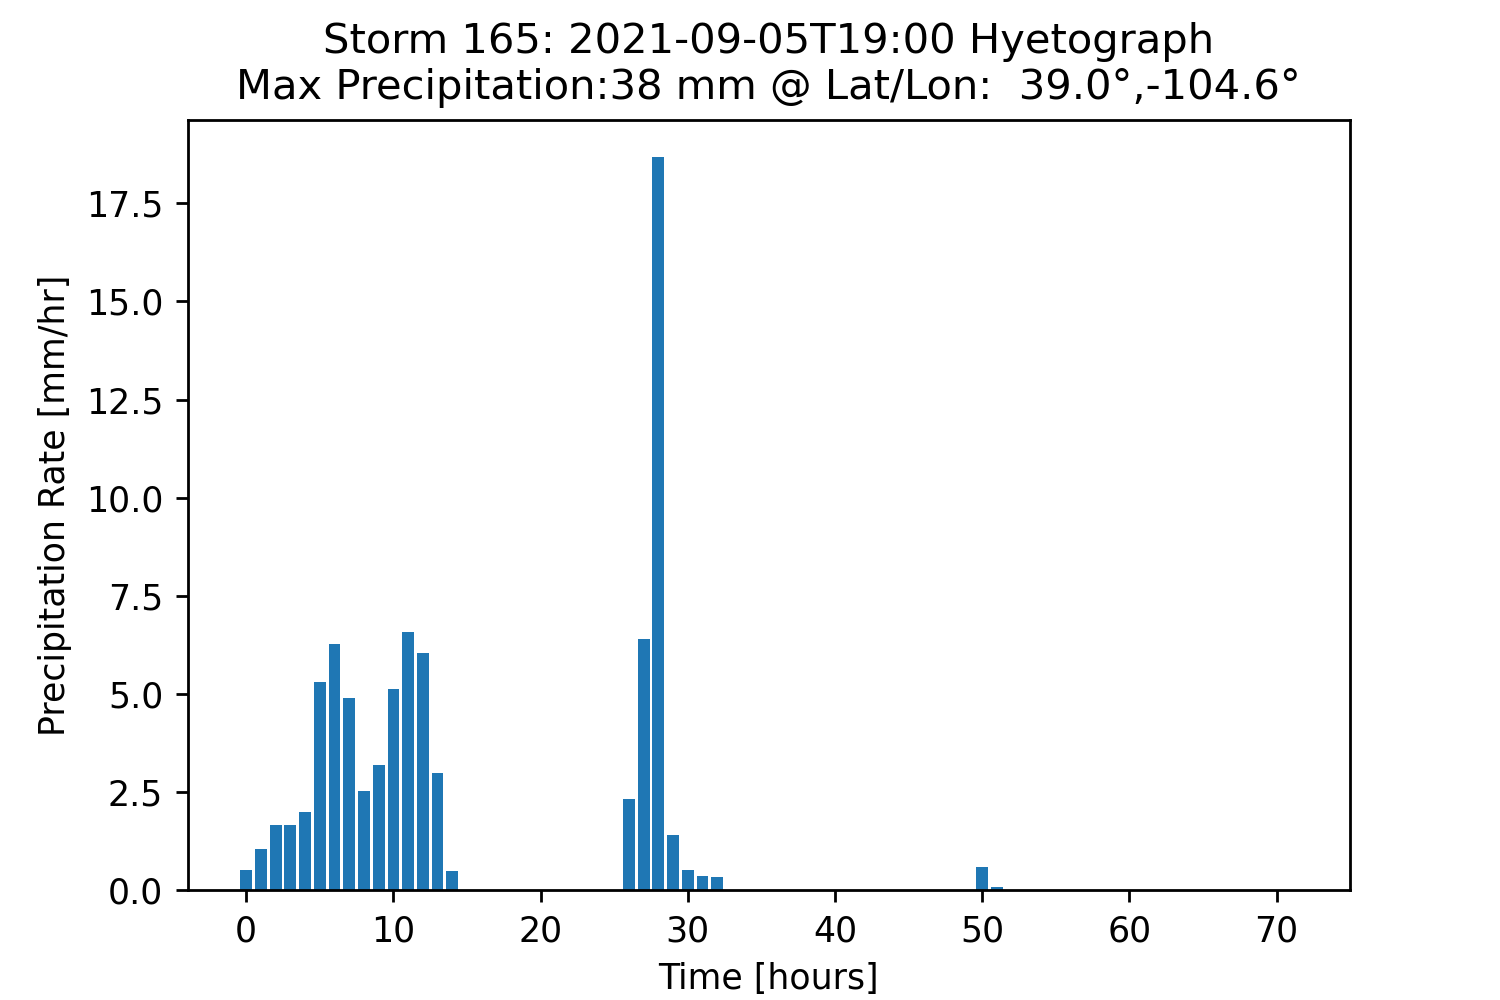 Storm 165: 2021-09-05T19:00 Hyetograph
Max Precipitation:38 mm @ Lat/Lon:  39.0°,-104.6°
Precipitation Rate [mm/hr]
17.5
15.0
12.5
10.0
7.5
5.0
2.5
0.0
0 10 20 30 40 50 60 70
Time [hours]